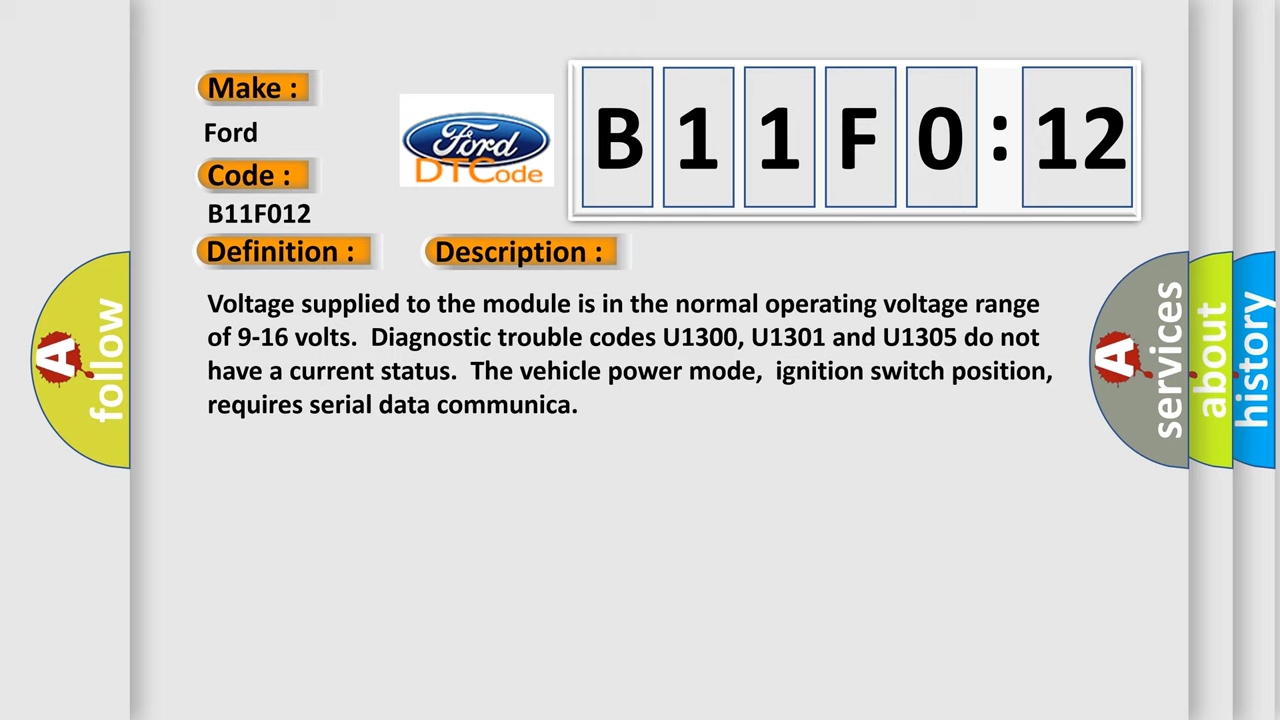 Make :
Ford
Code :
B11F012
Ford
DTCode
B 1 1 F 0 : 12
Definition :
Description :
Voltage supplied to the module is in the normal operating voltage range
of 9-16 volts  Diagnostic trouble codes U1300, U1301 and U1305 do not
have a current status  The vehicle power mode,  ignition switch position,
requires serial data communica.
A
follow
A
services
about
history